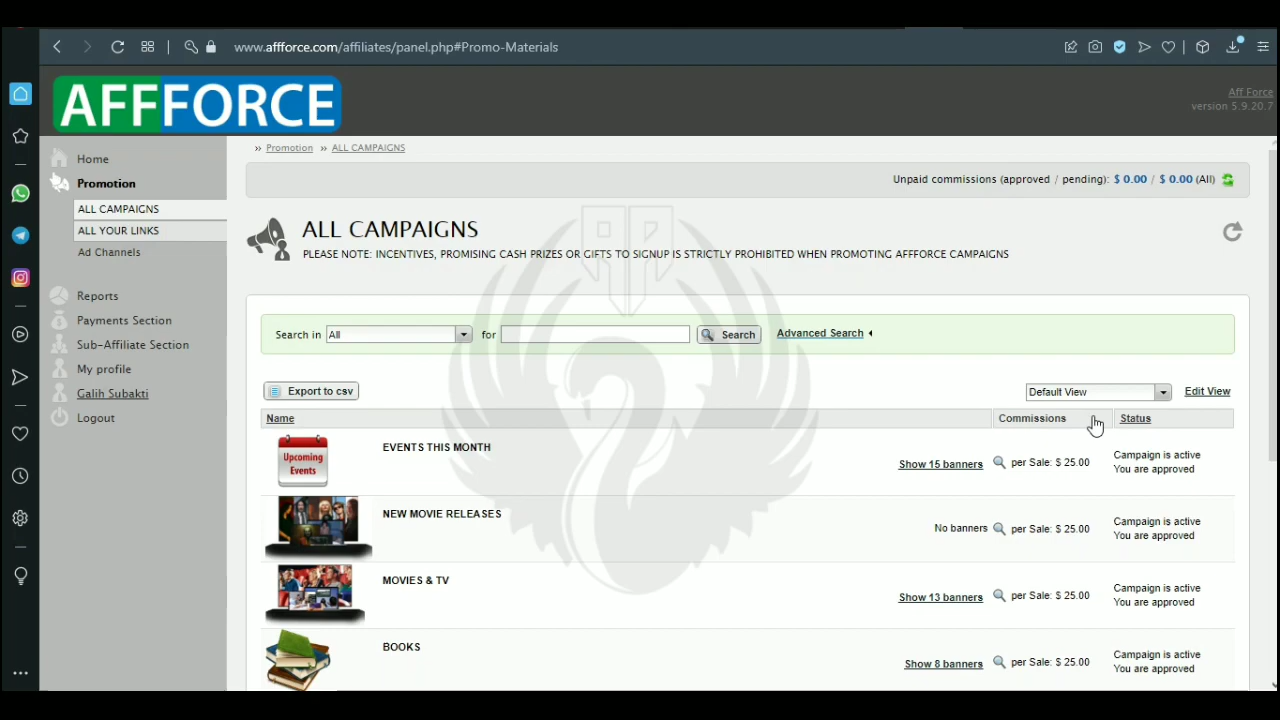 www.affforce.com/affiliates/panel.php#Promo-Materials
AFFFORCE
Aff Force
version 5.9.20.7
Home
Promotion
ALL CAMPAIGNS
ALL YOUR LINKS
Ad Channels
Reports
Payments Section
Sub-Affiliate Section
My profile
Galih Subakti
Logout
›› Promotion ›› ALL CAMPAIGNS
Unpaid commissions (approved / pending): $ 0.00 / $ 0.00 (All)
ALL CAMPAIGNS
PLEASE NOTE: INCENTIVES, PROMISING CASH PRIZES OR GIFTS TO SIGNUP IS STRICTLY PROHIBITED WHEN PROMOTING AFFFORCE CAMPAIGNS
Search in All for Search Advanced Search
Export to csv
Default View Edit View
Name Commissions Status
Upcoming
Events
EVENTS THIS MONTH
Show 15 banners per Sale: $ 25.00
Campaign is active
You are approved
NEW MOVIE RELEASES
No banners per Sale: $ 25.00
Campaign is active
You are approved
MOVIES & TV
Show 13 banners per Sale: $ 25.00
Campaign is active
You are approved
BOOKS
Show 8 banners per Sale: $ 25.00
Campaign is active
You are approved